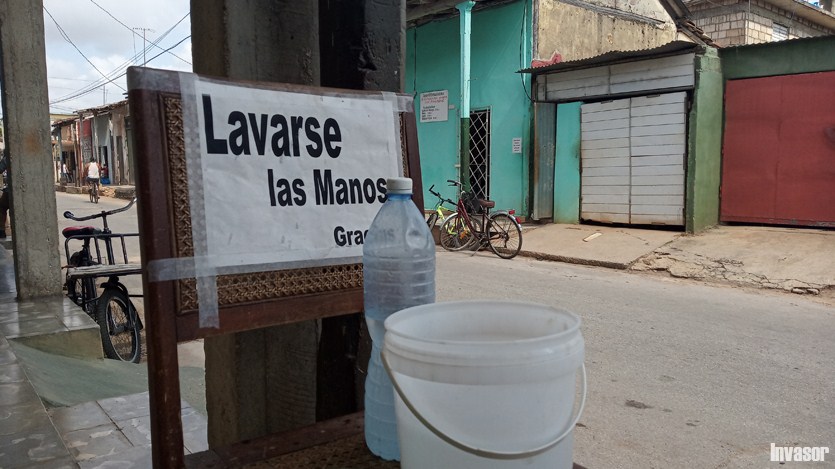 Lavarse
las Manos
Invasor